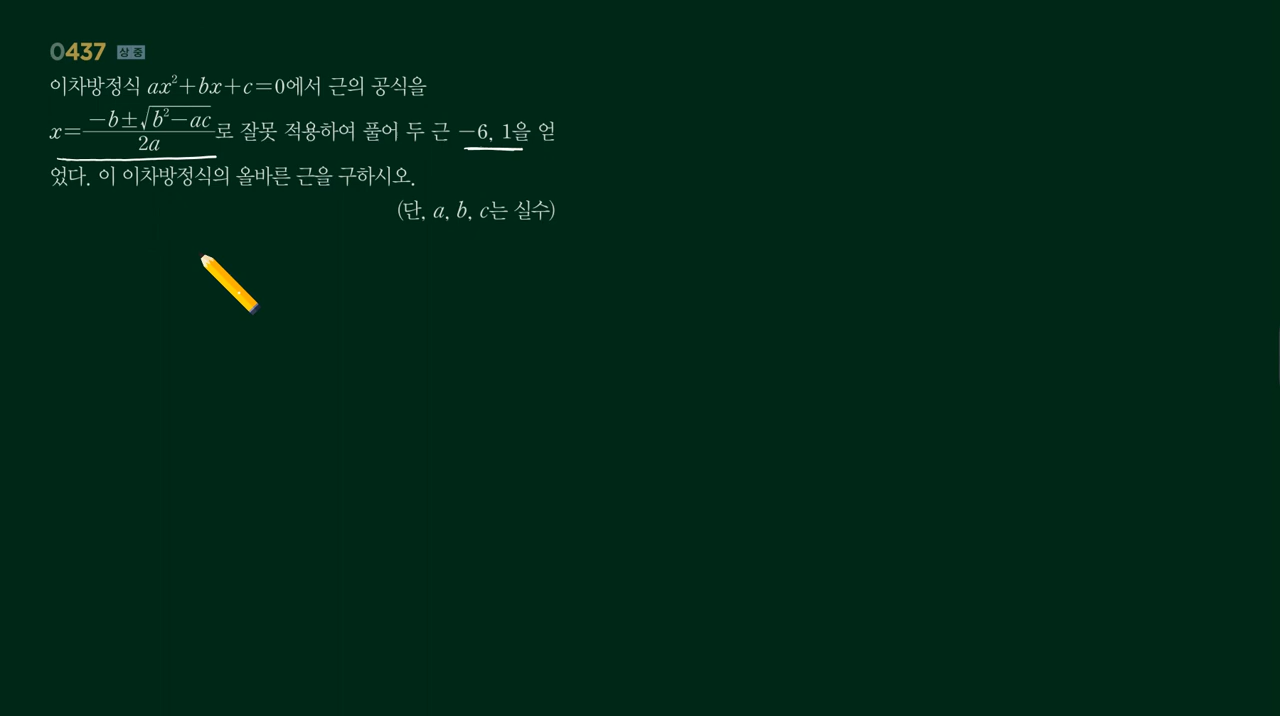 0437 상 중
이차방정식 ax²+bx+c=0에서 근의 공식을
x=\frac{-b±\sqrt{b²-ac}}{2a}로 잘못 적용하여 풀어 두 근 -6, 1을 얻
었다. 이 이차방정식의 올바른 근을 구하시오.
(단, a, b, c는 실수)